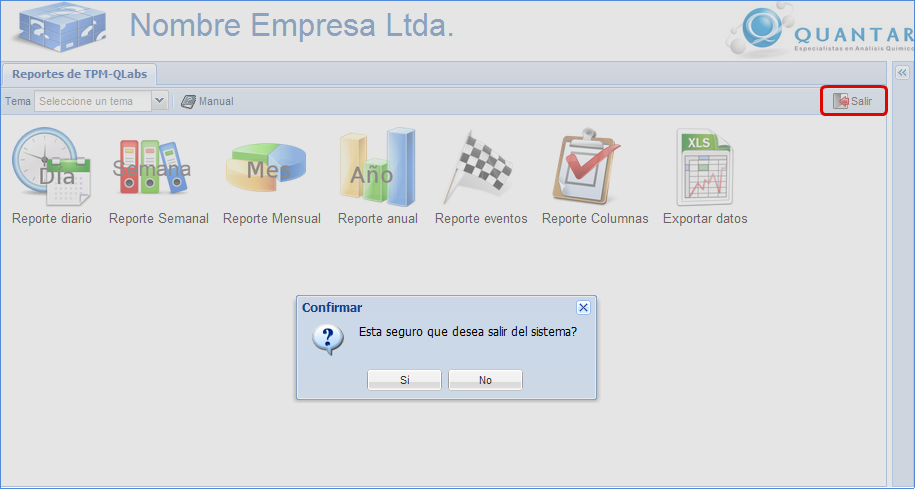 Nombre Empresa Ltda.
QUANTAR
Especialistas en Análisis Químico
Reportes de TPM-QLabs
Tema Seleccione un tema Manual Salir
Día Semana Mes Año XLS
Reporte diario Reporte Semanal Reporte Mensual Reporte anual Reporte eventos Reporte Columnas Exportar datos
Confirmar
Esta seguro que desea salir del sistema?
Si No